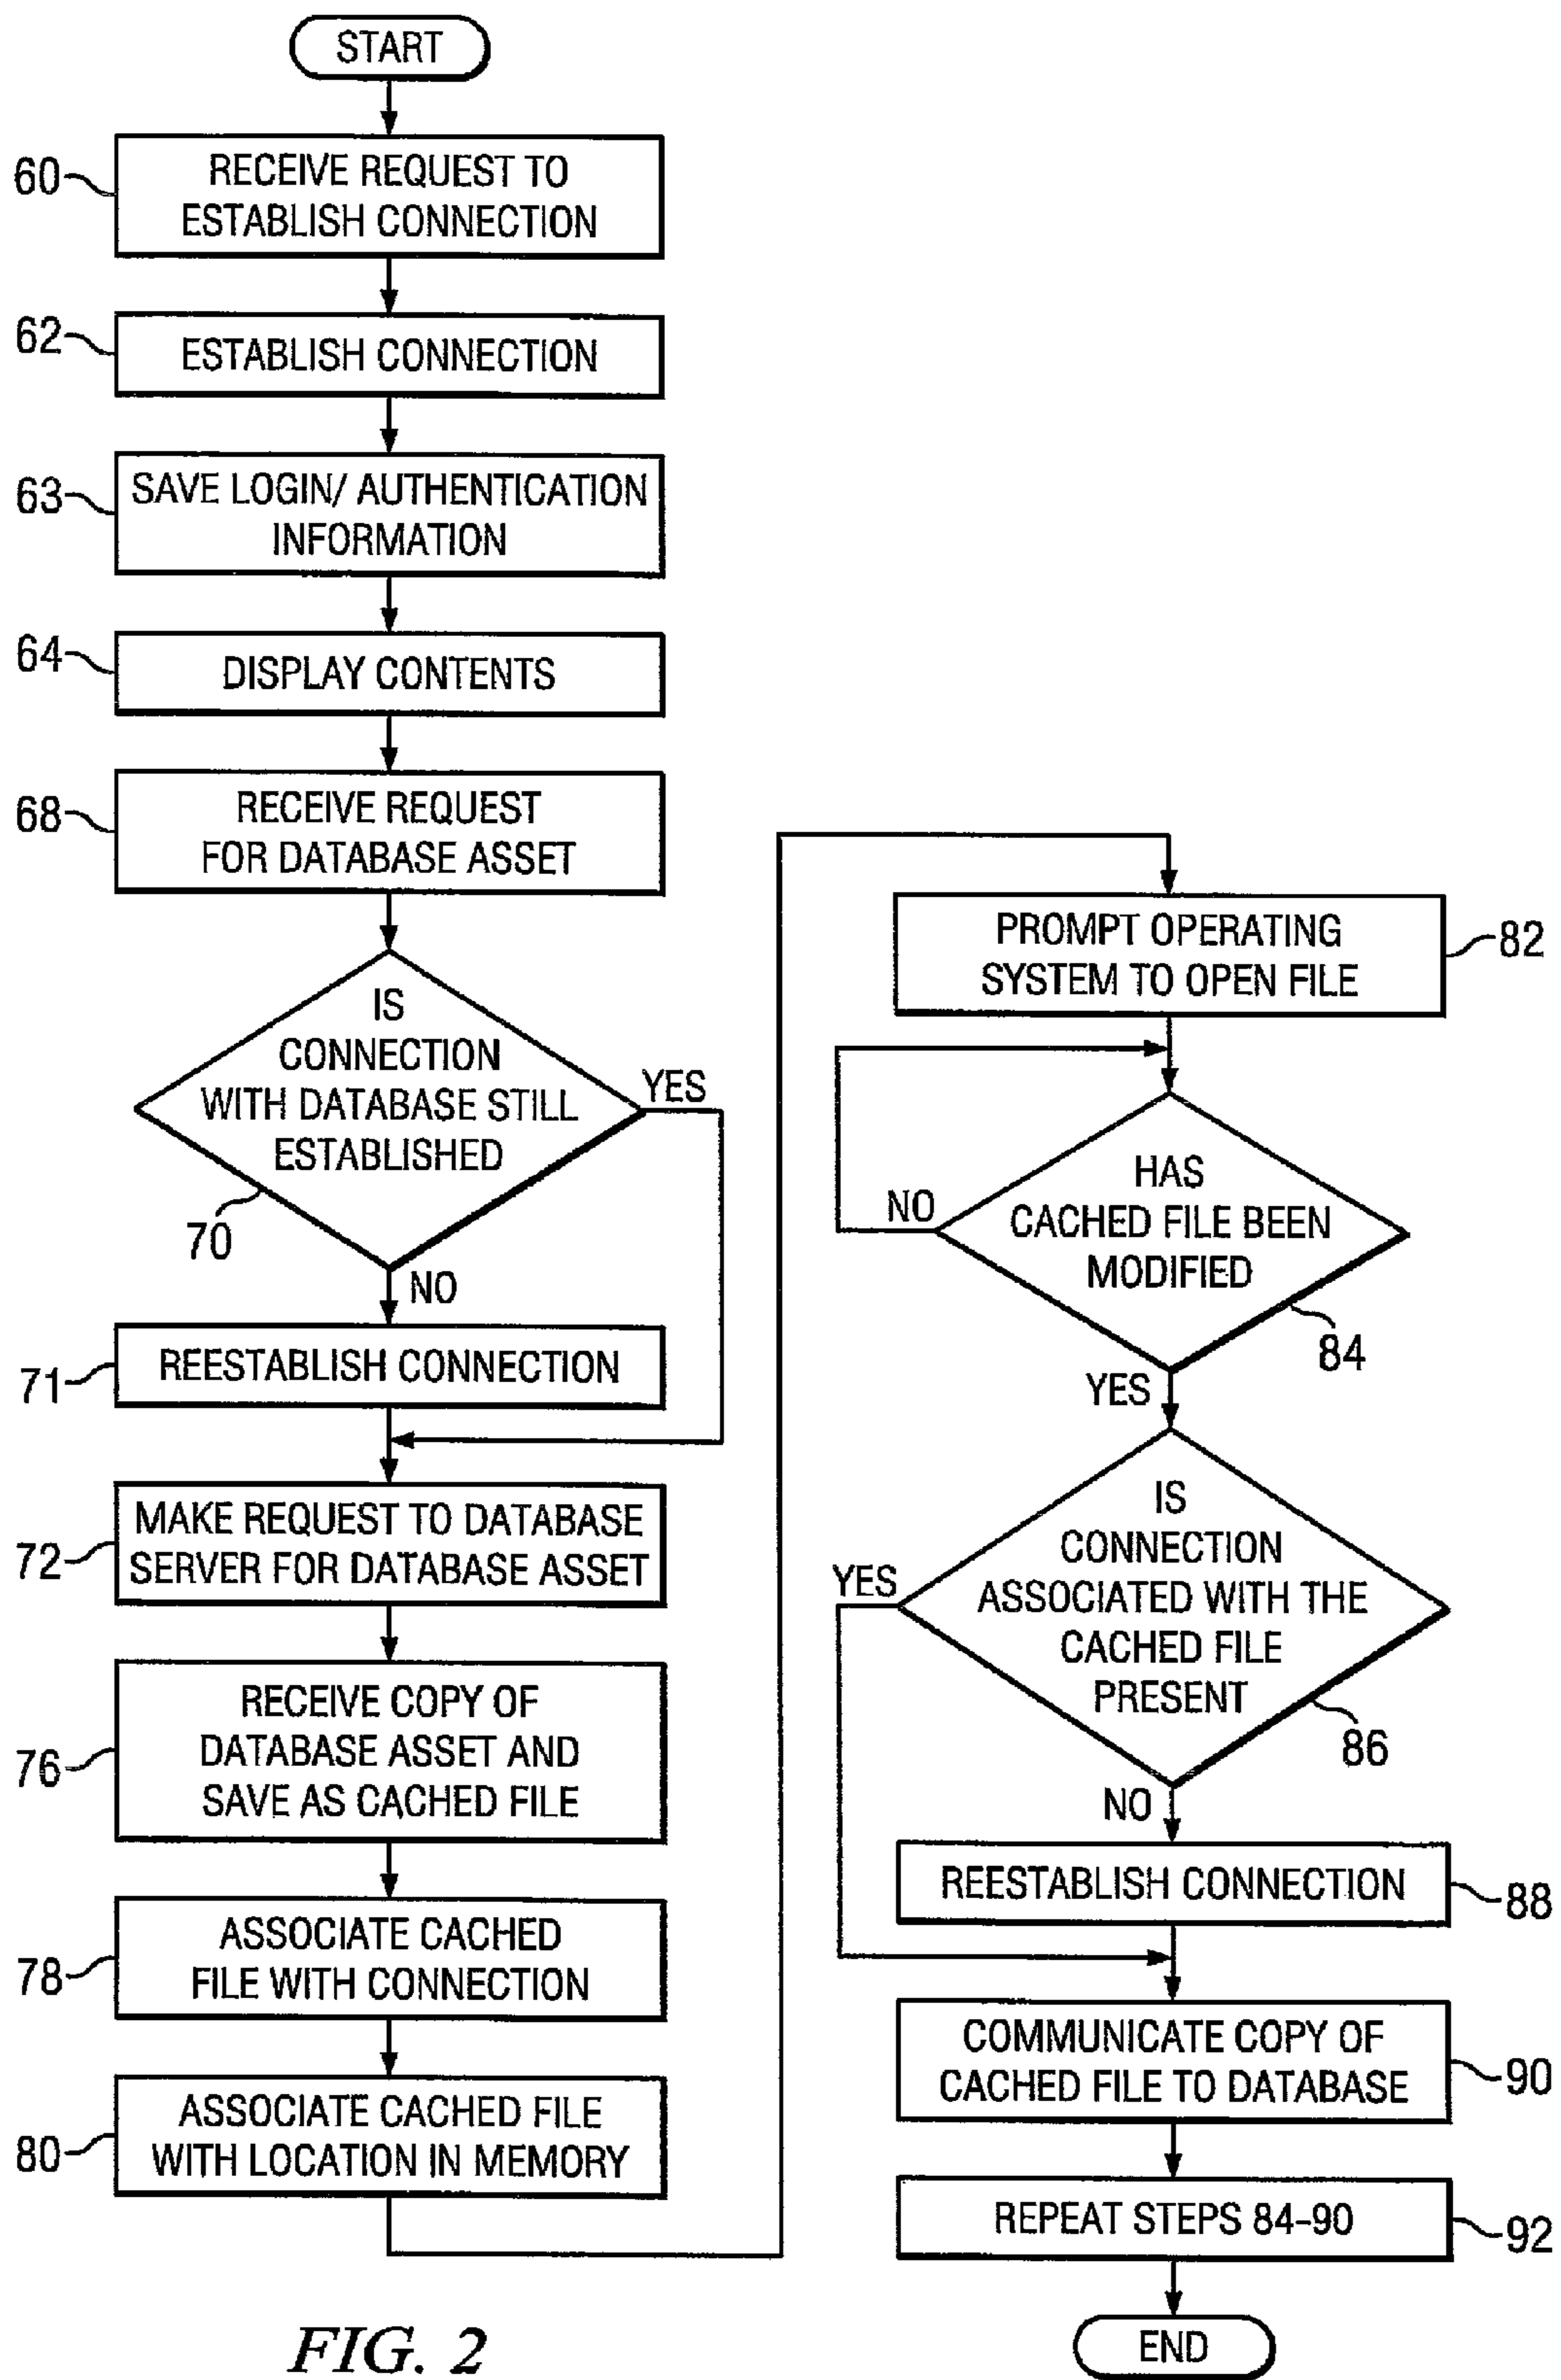 START
60
RECEIVE REQUEST TO
ESTABLISH CONNECTION
62
ESTABLISH CONNECTION
63
SAVE LOGIN/ AUTHENTICATION
INFORMATION
64
DISPLAY CONTENTS
68
RECEIVE REQUEST
FOR DATABASE ASSET
IS
CONNECTION
WITH DATABASE STILL
ESTABLISHED
YES
70
NO
71
REESTABLISH CONNECTION
72
MAKE REQUEST TO DATABASE
SERVER FOR DATABASE ASSET
76
RECEIVE COPY OF
DATABASE ASSET AND
SAVE AS CACHED FILE
78
ASSOCIATE CACHED
FILE WITH CONNECTION
80
ASSOCIATE CACHED FILE
WITH LOCATION IN MEMORY
PROMPT OPERATING
SYSTEM TO OPEN FILE
82
HAS
CACHED FILE BEEN
MODIFIED
NO
84
YES
IS
CONNECTION
ASSOCIATED WITH THE
CACHED FILE
PRESENT
YES
86
NO
REESTABLISH CONNECTION
88
COMMUNICATE COPY OF
CACHED FILE TO DATABASE
90
REPEAT STEPS 84-90
92
END
FIG. 2